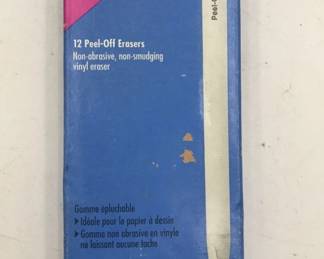 12 Peel-Off Erasers
Non-abrasive, non-smudging
vinyl eraser
Gomme épluchable
▸ Idéale pour le papier à dessin
▸ Gomme non abrasive en vinyle
ne laissant aucune tache